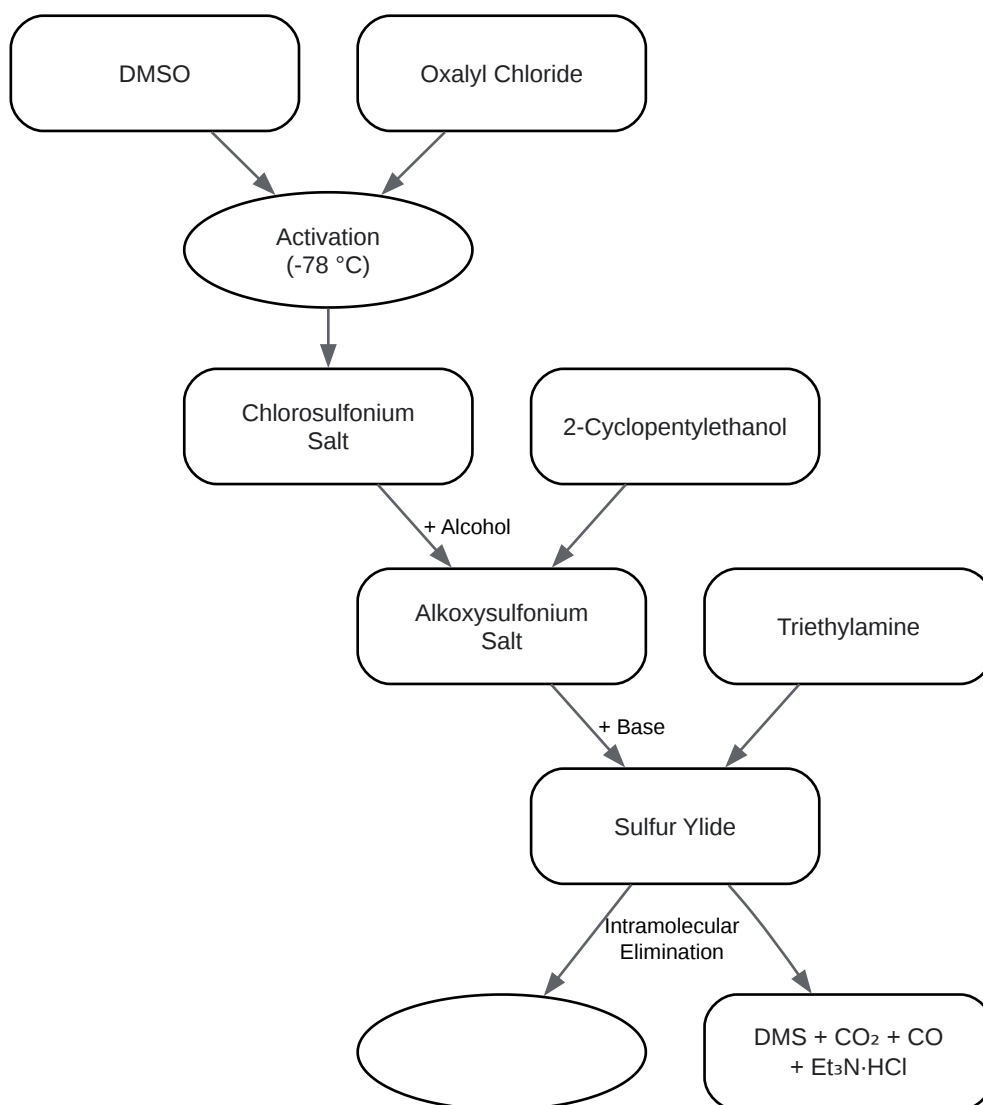 DMSO
Oxalyl Chloride
Activation
(-78 °C)
Chlorosulfonium
Salt
2-Cyclopentylethanol
+ Alcohol
Alkoxysulfonium
Salt
Triethylamine
+ Base
Sulfur Ylide
Intramolecular
Elimination
DMS + CO₂ + CO
+ Et₃N·HCl